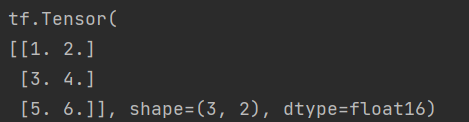 tf.Tensor(
[[1. 2.]
 [3. 4.]
 [5. 6.]], shape=(3, 2), dtype=float16)